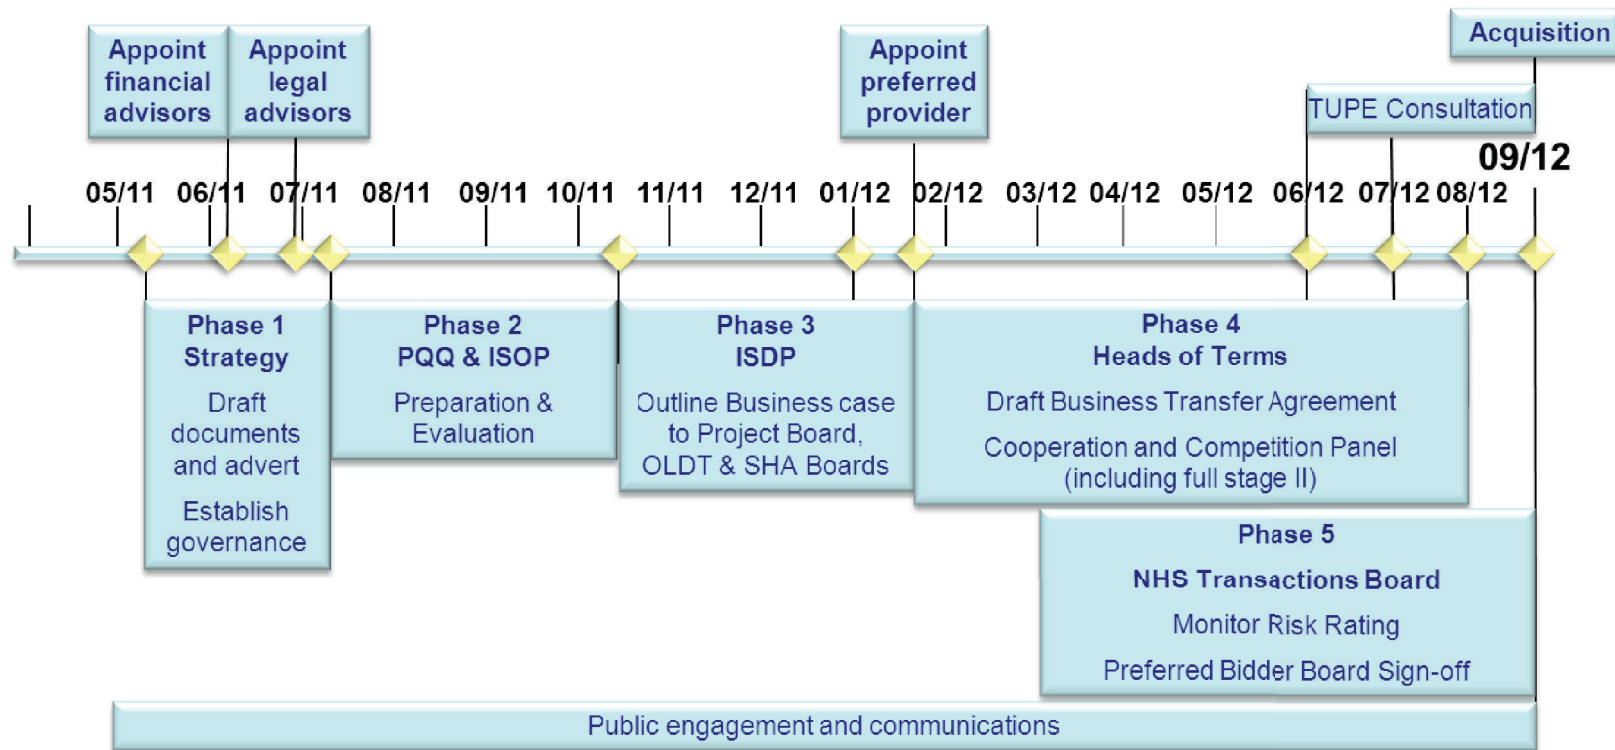 Acquisition
Appoint
financial
advisors
Appoint
legal
advisors
Appoint
preferred
provider
TUPE Consultation
05/11 06/11 07/11 08/11 09/11 10/11 11/11 12/11 01/12 02/12 03/12 04/12 05/12 06/12 07/12 08/12 09/12
Phase 1
Strategy
Draft
documents
and advert
Establish
governance
Phase 2
PQQ & ISOP
Preparation &
Evaluation
Phase 3
ISDP
Outline Business case
to Project Board,
OLDT & SHA Boards
Phase 4
Heads of Terms
Draft Business Transfer Agreement
Cooperation and Competition Panel
(including full stage II)
Phase 5
NHS Transactions Board
Monitor Risk Rating
Preferred Bidder Board Sign-off
Public engagement and communications